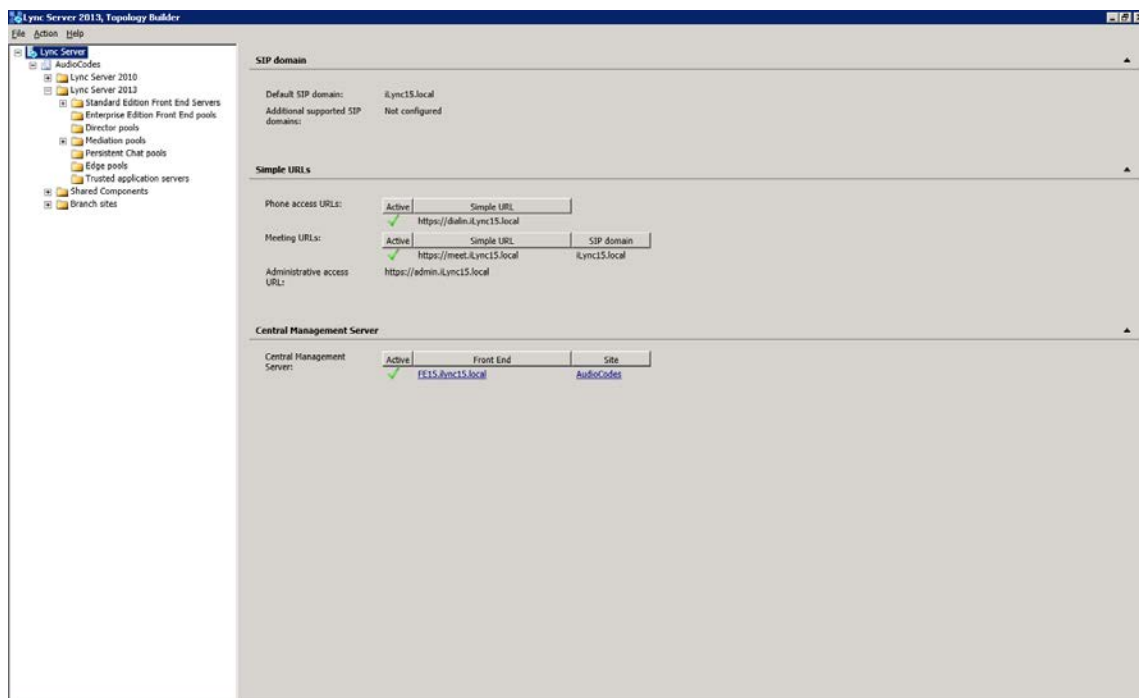 Lync Server 2013, Topology Builder
File Action Help
Lync Server
AudioCodes
Lync Server 2010
Lync Server 2013
Standard Edition Front End Servers
Enterprise Edition Front End pools
Director pools
Mediation pools
Persistent Chat pools
Edge pools
Trusted application servers
Shared Components
Branch sites
SIP domain
Default SIP domain: iLync15.local
Additional supported SIP Not configured
domains:
Simple URLs
Phone access URLs: Active Simple URL
https://dialin.iLync15.local
Meeting URLs: Active Simple URL SIP domain
https://meet.iLync15.local iLync15.local
Administrative access https://admin.iLync15.local
URL:
Central Management Server
Central Management Active Front End Site
Server:
FE15.ilync15.local AudioCodes